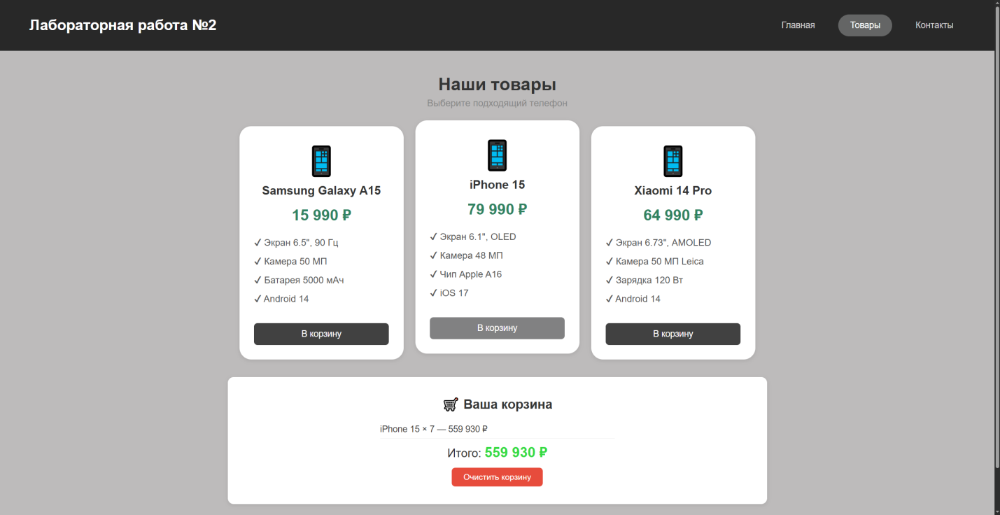 Лабораторная работа №2
Главная
Товары
Контакты
Наши товары
Выберите подходящий телефон
Samsung Galaxy A15
15 990 ₽
✓ Экран 6.5", 90 Гц
✓ Камера 50 МП
✓ Батарея 5000 мАч
✓ Android 14
В корзину
iPhone 15
79 990 ₽
✓ Экран 6.1", OLED
✓ Камера 48 МП
✓ Чип Apple A16
✓ iOS 17
В корзину
Xiaomi 14 Pro
64 990 ₽
✓ Экран 6.73", AMOLED
✓ Камера 50 МП Leica
✓ Зарядка 120 Вт
✓ Android 14
В корзину
Ваша корзина
iPhone 15 × 7 — 559 930 ₽
Итого: 559 930 ₽
Очистить корзину